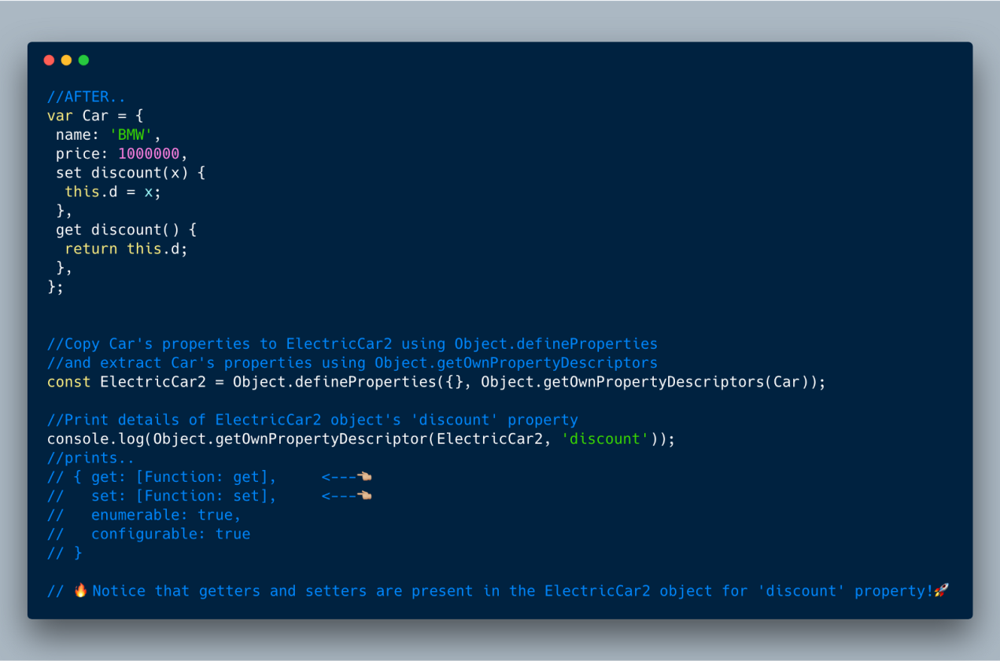 //AFTER..
var Car = {
 name: 'BMW',
 price: 1000000,
 set discount(x) {
  this.d = x;
 },
 get discount() {
  return this.d;
 },
};
//Copy Car's properties to ElectricCar2 using Object.defineProperties
//and extract Car's properties using Object.getOwnPropertyDescriptors
const ElectricCar2 = Object.defineProperties({}, Object.getOwnPropertyDescriptors(Car));
//Print details of ElectricCar2 object's 'discount' property
console.log(Object.getOwnPropertyDescriptor(ElectricCar2, 'discount'));
//prints..
// { get: [Function: get],     <---👈🏼
//   set: [Function: set],     <---👈🏼
//   enumerable: true,
//   configurable: true
// }
// 🔥Notice that getters and setters are present in the ElectricCar2 object for 'discount' property!🚀